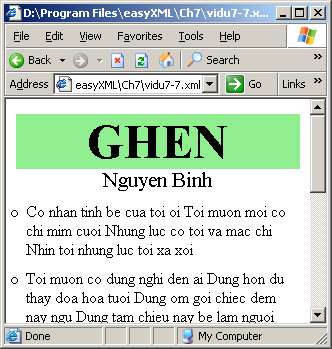 D:\Program Files\easyXML\Ch7\vidu7-7.x...
File Edit View Favorites Tools Help
Back Search
Address easyXML\Ch7\vidu7-7.xml Go Links »
GHEN
Nguyen Binh
Co nhan tinh be cua toi oi Toi muon moi co
chi mim cuoi Nhung luc co toi va mac chi
Nhin toi nhung luc toi xa xoi
Toi muon co dung nghi den ai Dung hon du
thay doa hoa tuoi Dung om goi chiec dem
nay ngu Dung tam chieu nay be lam nguoi
Done My Computer